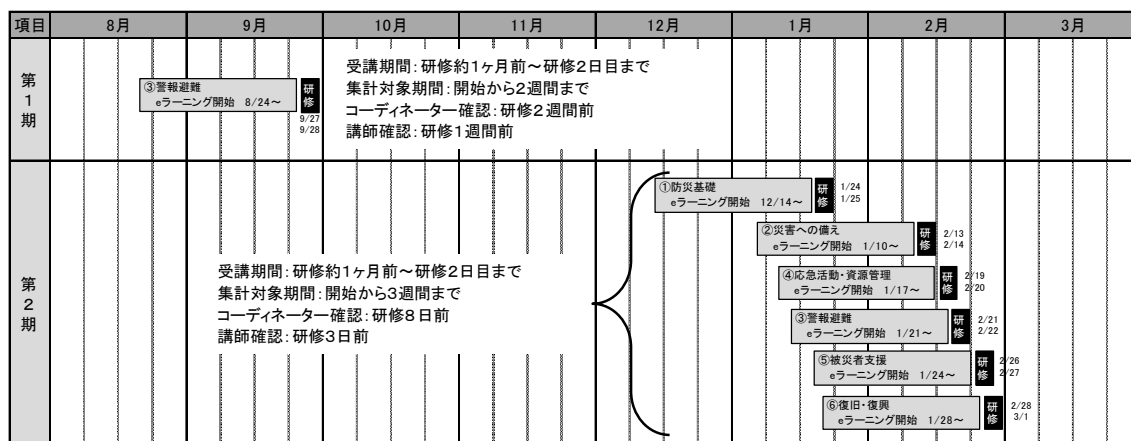 項目 8月 9月 10月 11月 12月 1月 2月 3月
第1期
③警報避難
eラーニング開始 8/24～
研修
9/27
9/28
受講期間：研修約1ヶ月前～研修2日目まで
集計対象期間：開始から2週間まで
コーディネーター確認：研修2週間前
講師確認：研修1週間前
第2期
受講期間：研修約1ヶ月前～研修2日目まで
集計対象期間：開始から3週間まで
コーディネーター確認：研修8日前
講師確認：研修3日前
①防災基礎
eラーニング開始 12/14～
研修
1/24
1/25
②災害への備え
eラーニング開始 1/10～
研修
2/13
2/14
④応急活動・資源管理
eラーニング開始 1/17～
研修
2/19
2/20
③警報避難
eラーニング開始 1/21～
研修
2/21
2/22
⑤被災者支援
eラーニング開始 1/24～
研修
2/26
2/27
⑥復旧・復興
eラーニング開始 1/28～
研修
2/28
3/1